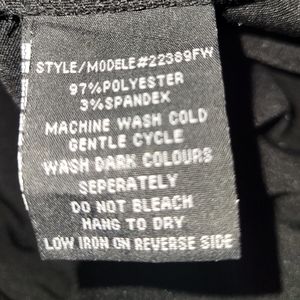 STYLE/MODELE#22389FW
97%POLYESTER
3%SPANDEX
MACHINE WASH COLD
GENTLE CYCLE
WASH DARK COLOURS
SEPERATELY
DO NOT BLEACH
HANG TO DRY
LOW IRON ON REVERSE SIDE